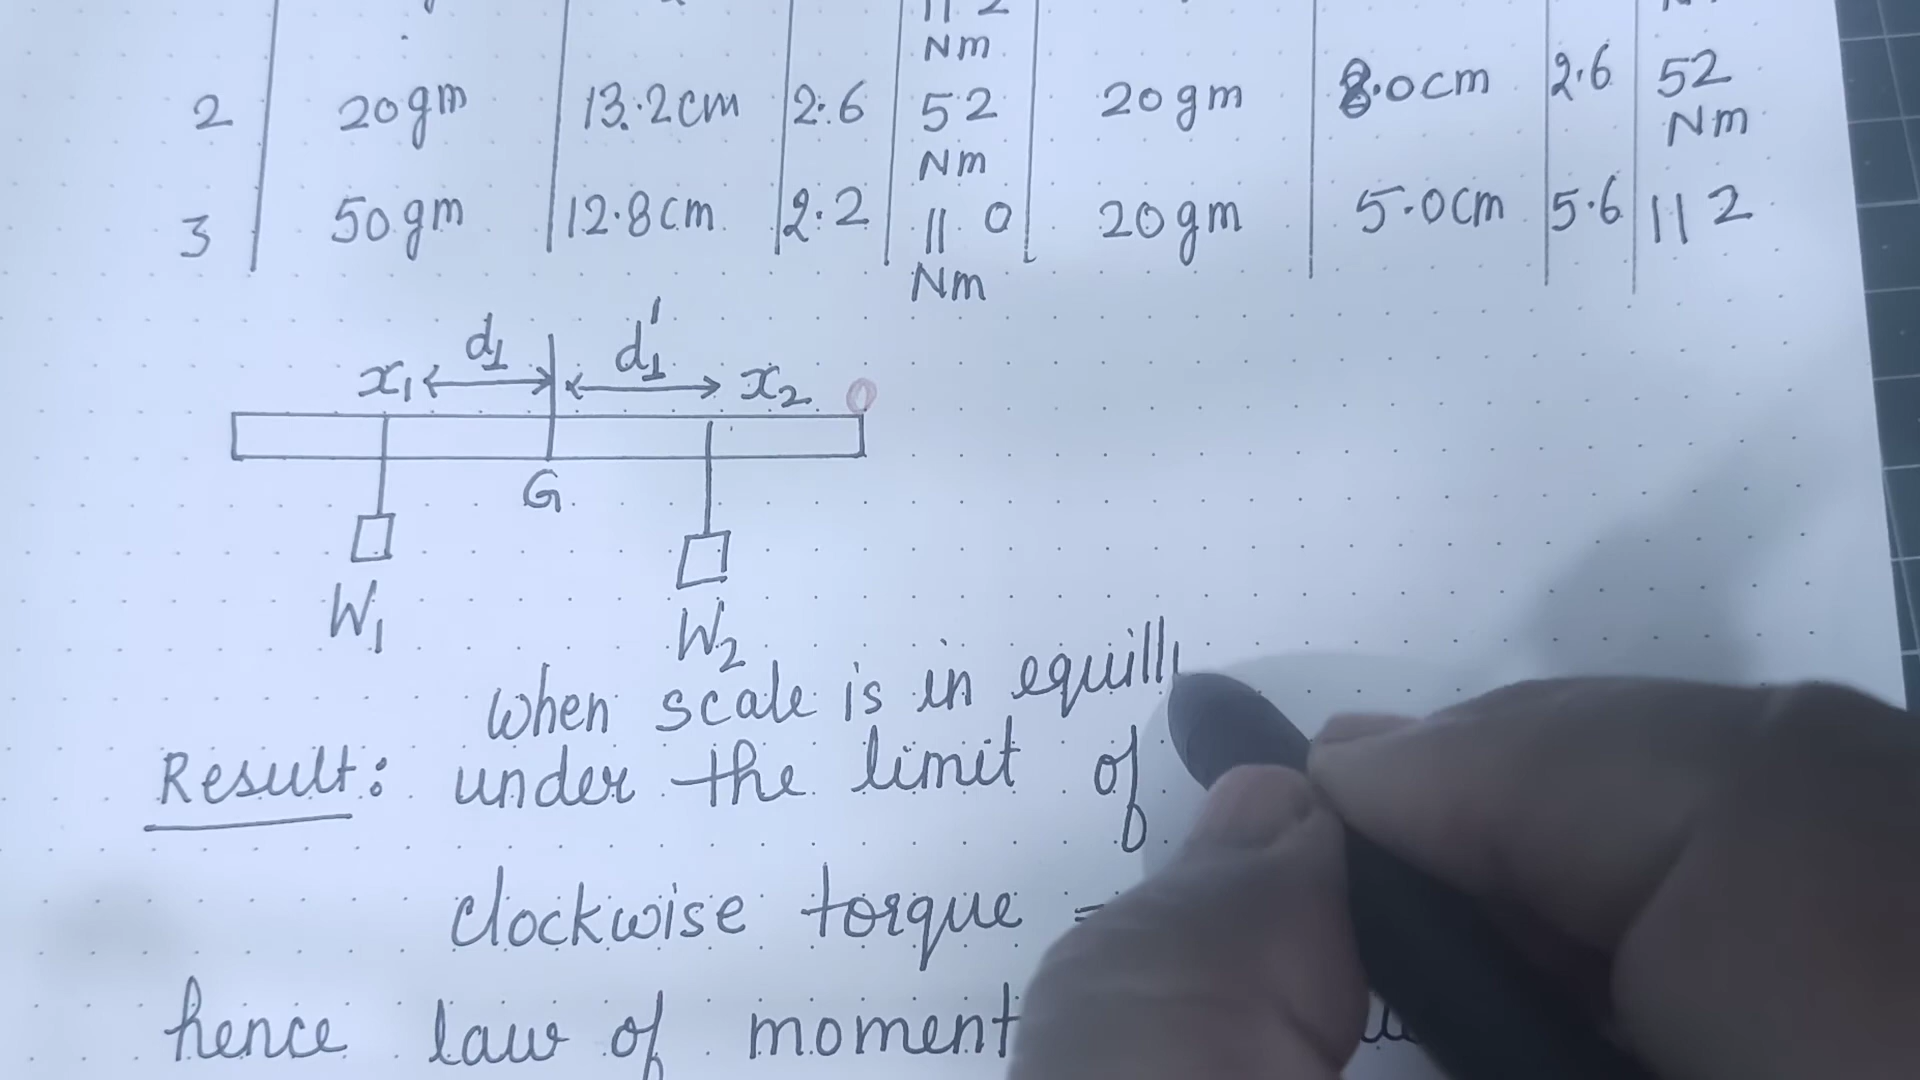 Nm
2 20gm 13.2cm 2.6 52 20gm 8.0cm 2.6 52
Nm Nm
3 50gm 12.8cm 2.2 110 20gm 5.0cm 5.6 112
Nm
d1 d1'
x1 x2 0
G
W1 W2
when scale is in
Result: under the limit of
clockwise torque =
hence law of moment